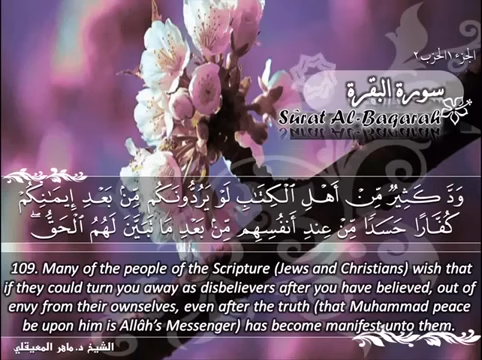 الجزء ١ الحزب ٢
سورة البقرة
Sûrat Al-Baqarah
وَدَّ كَثِيرٌ مِّنْ أَهْلِ الْكِتَابِ لَوْ يَرُدُّونَكُم مِّن بَعْدِ إِيمَانِكُمْ
كُفَّارًا حَسَدًا مِّنْ عِندِ أَنفُسِهِم مِّن بَعْدِ مَا تَبَيَّنَ لَهُمُ الْحَقُّ ۖ
109. Many of the people of the Scripture (Jews and Christians) wish that
if they could turn you away as disbelievers after you have believed, out of
envy from their ownselves, even after the truth (that Muhammad peace
be upon him is Allâh's Messenger) has become manifest unto them.
الشيخ د. ماهر المعيقلي